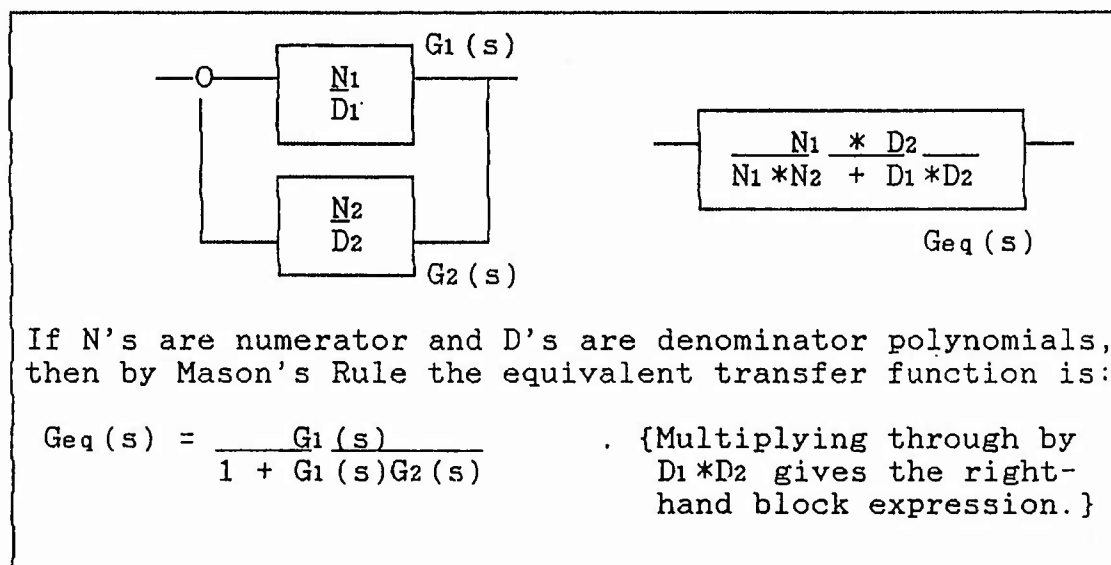 G1(s)
N1
D1
N2
D2
G2(s)
N1 * D2
N1*N2 + D1*D2
Geq(s)
If N's are numerator and D's are denominator polynomials,
then by Mason's Rule the equivalent transfer function is:
Geq(s) = G1(s) . {Multiplying through by
1 + G1(s)G2(s) D1*D2 gives the right-
hand block expression.}